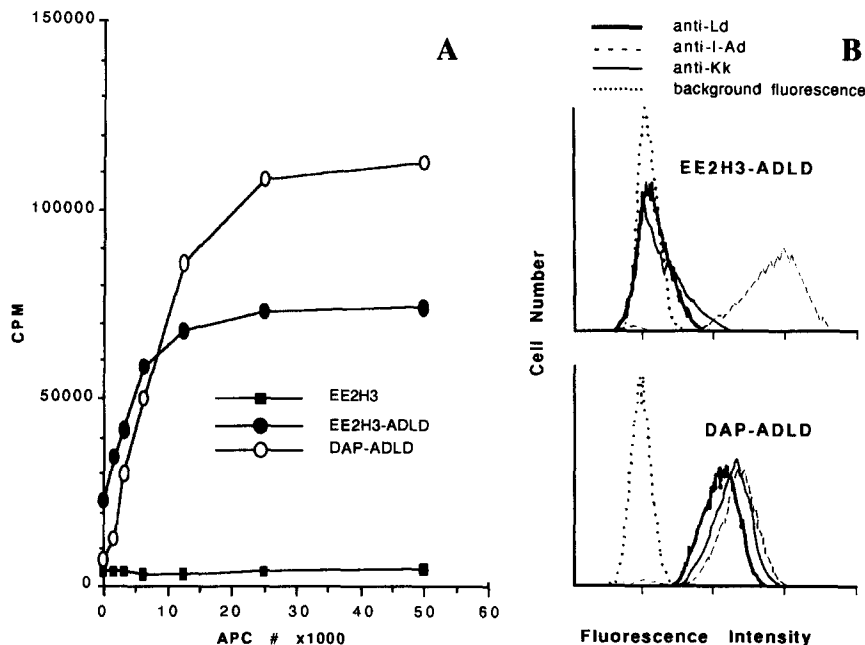 A
150000
100000
50000
0
CPM
EE2H3
EE2H3-ADLD
DAP-ADLD
0 10 20 30 40 50 60
APC # x1000
B
anti-Ld
anti-I-Ad
anti-Kk
background fluorescence
EE2H3-ADLD
Cell Number
DAP-ADLD
Fluorescence Intensity